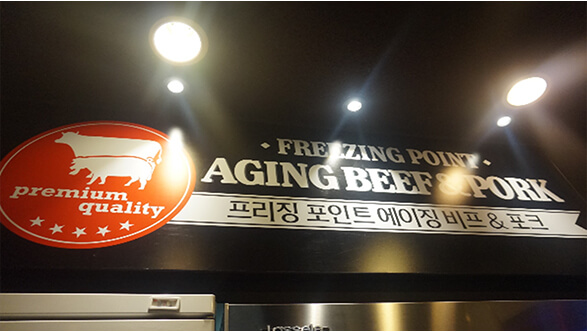 premium
quality
FREEZING POINT
AGING BEEF & PORK
프리징 포인트 에이징 비프 & 포크